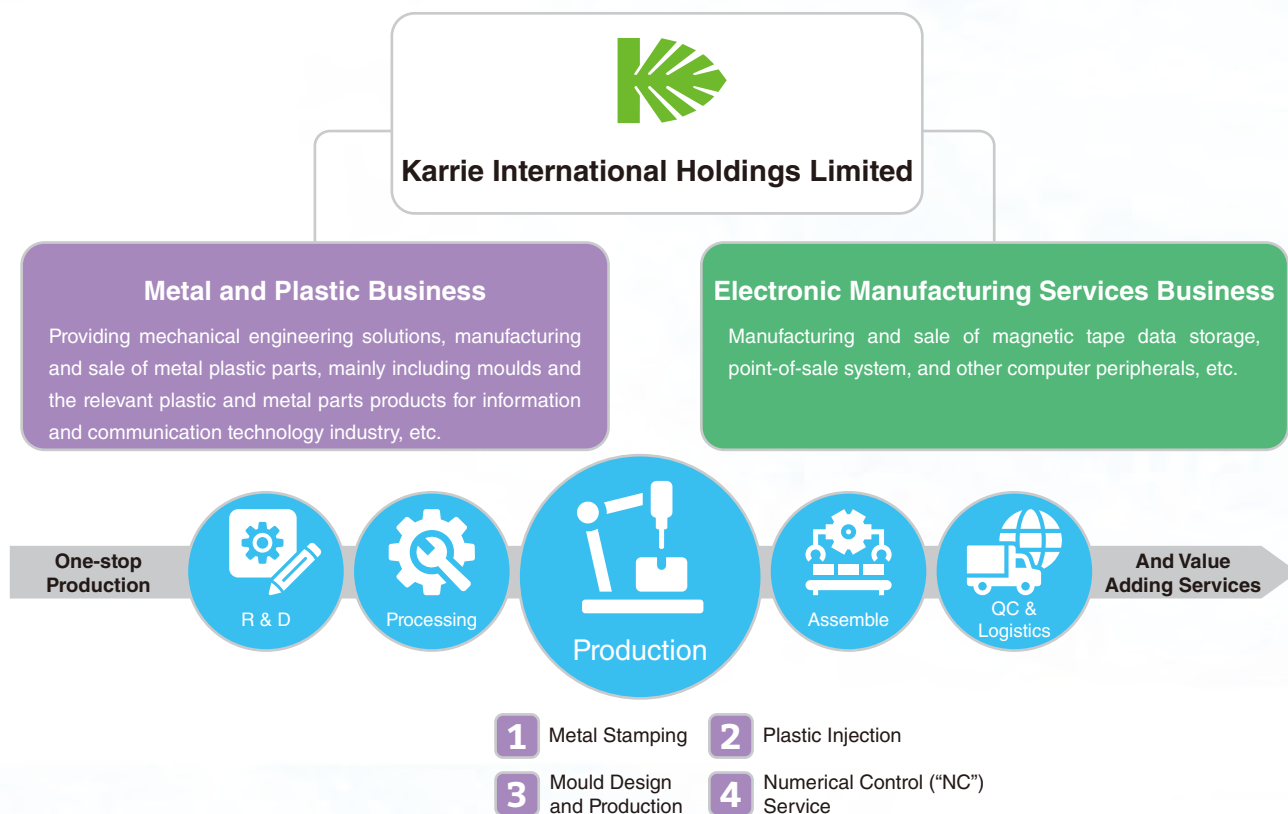 Karrie International Holdings Limited
Metal and Plastic Business
Providing mechanical engineering solutions, manufacturing
and sale of metal plastic parts, mainly including moulds and
the relevant plastic and metal parts products for information
and communication technology industry, etc.
Electronic Manufacturing Services Business
Manufacturing and sale of magnetic tape data storage,
point-of-sale system, and other computer peripherals, etc.
One-stop
Production
R & D
Processing
Production
Assemble
QC &
Logistics
And Value
Adding Services
1 Metal Stamping
2 Plastic Injection
3 Mould Design
and Production
4 Numerical Control (“NC”)
Service